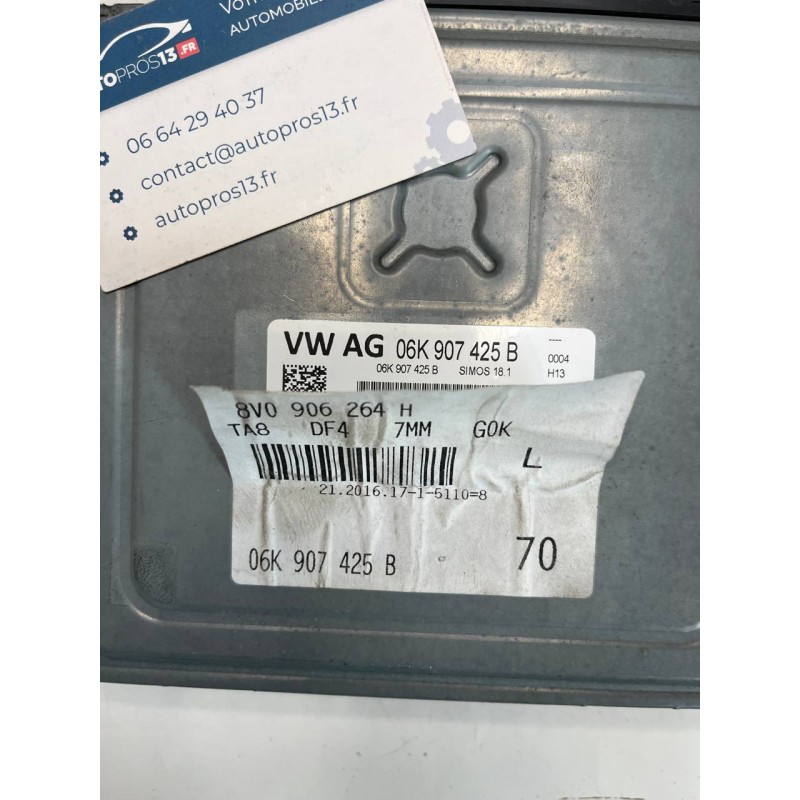 VOTR
AUTOMOBILE
TOPROS13.FR
06 64 29 40 37
contact@autopros13.fr
autopros13.fr
VW AG 06K 907 425 B ----
06K 907 425 B SIMOS 18.1 0004
H13
8V0 906 264 H
TA8 DF4 7MM G0K
L
21.2016.17-1-5110=8
06K 907 425 B 70